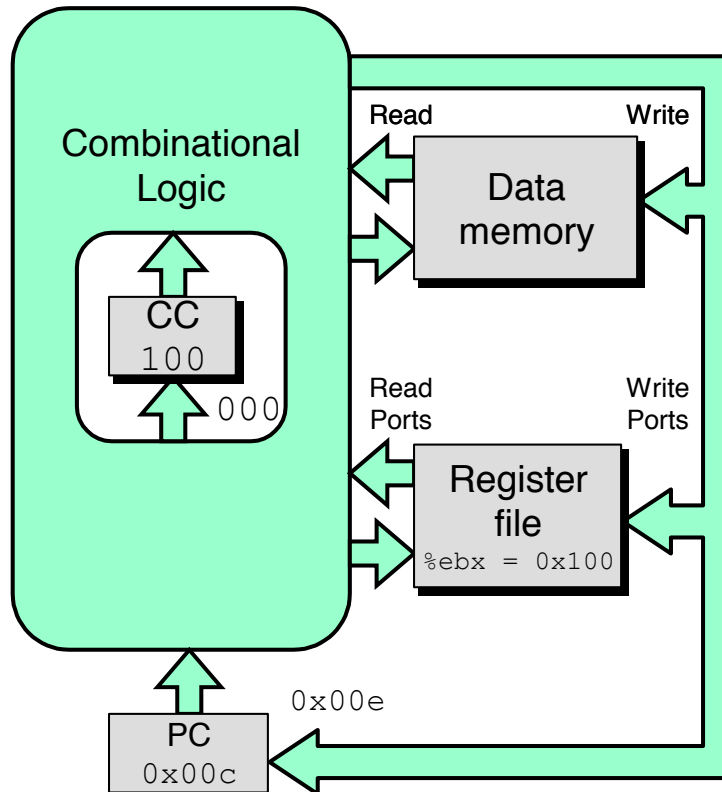 Combinational
Logic
CC
100
000
Read
Write
Data
memory
Read
Ports
Write
Ports
Register
file
%ebx = 0x100
0x00e
PC
0x00c